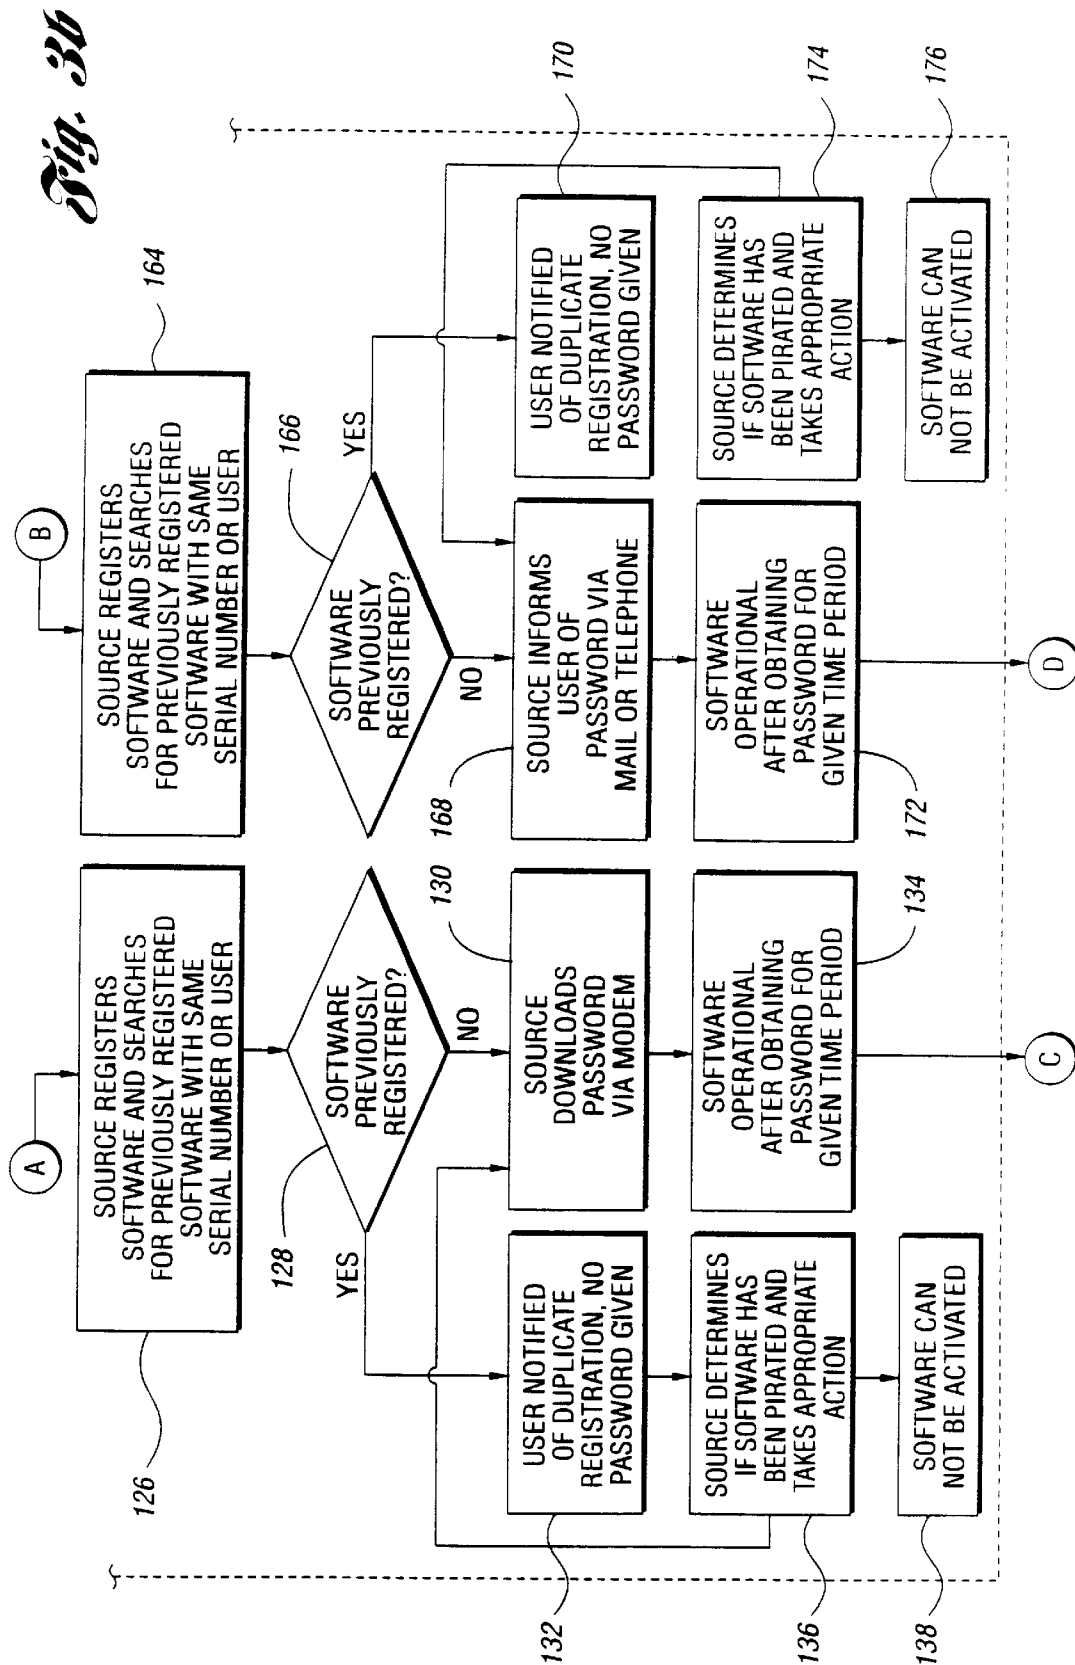 Fig. 3b
A
126
SOURCE REGISTERS
SOFTWARE AND SEARCHES
FOR PREVIOUSLY REGISTERED
SOFTWARE WITH SAME
SERIAL NUMBER OR USER
128
SOFTWARE
PREVIOUSLY
REGISTERED?
YES
NO
132
USER NOTIFIED
OF DUPLICATE
REGISTRATION, NO
PASSWORD GIVEN
130
SOURCE
DOWNLOADS
PASSWORD
VIA MODEM
136
SOURCE DETERMINES
IF SOFTWARE HAS
BEEN PIRATED AND
TAKES APPROPRIATE
ACTION
134
SOFTWARE
OPERATIONAL
AFTER OBTAINING
PASSWORD FOR
GIVEN TIME PERIOD
138
SOFTWARE CAN
NOT BE ACTIVATED
C
B
164
SOURCE REGISTERS
SOFTWARE AND SEARCHES
FOR PREVIOUSLY REGISTERED
SOFTWARE WITH SAME
SERIAL NUMBER OR USER
166
SOFTWARE
PREVIOUSLY
REGISTERED?
YES
NO
168
SOURCE INFORMS
USER OF
PASSWORD VIA
MAIL OR TELEPHONE
170
USER NOTIFIED
OF DUPLICATE
REGISTRATION, NO
PASSWORD GIVEN
172
SOFTWARE
OPERATIONAL
AFTER OBTAINING
PASSWORD FOR
GIVEN TIME PERIOD
174
SOURCE DETERMINES
IF SOFTWARE HAS
BEEN PIRATED AND
TAKES APPROPRIATE
ACTION
176
SOFTWARE CAN
NOT BE ACTIVATED
D